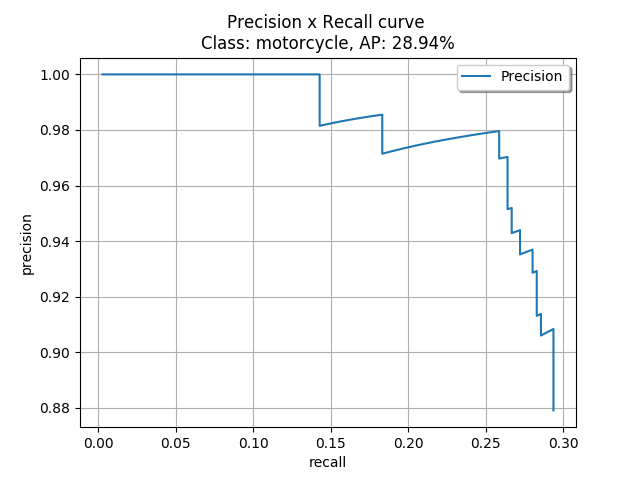 Precision x Recall curve
Class: motorcycle, AP: 28.94%
Precision
1.00
0.98
0.96
0.94
0.92
0.90
0.88
precision
0.00 0.05 0.10 0.15 0.20 0.25 0.30
recall